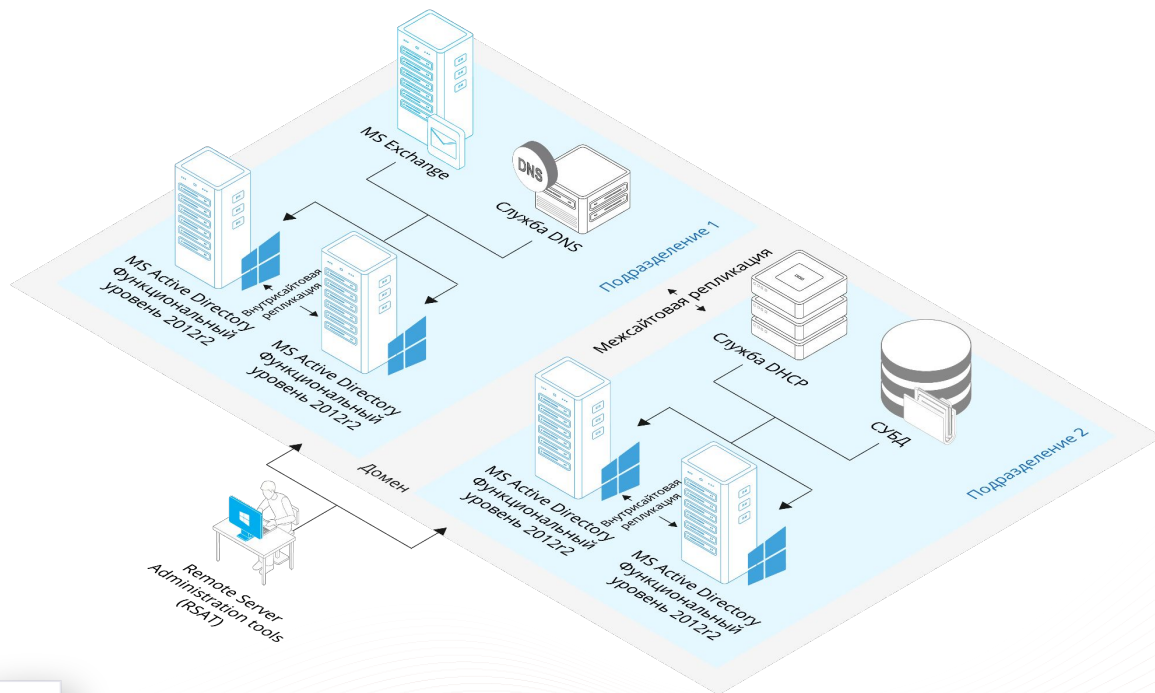 MS Exchange
DNS
Служба DNS
Подразделение 1
MS Active Directory
Функциональный
уровень 2012r2
Внутрисайтовая
репликация
MS Active Directory
Функциональный
уровень 2012r2
Межсайтовая репликация
Служба DHCP
СУБД
Подразделение 2
MS Active Directory
Функциональный
уровень 2012r2
Внутрисайтовая
репликация
MS Active Directory
Функциональный
уровень 2012r2
Домен
Remote Server
Administration tools
(RSAT)